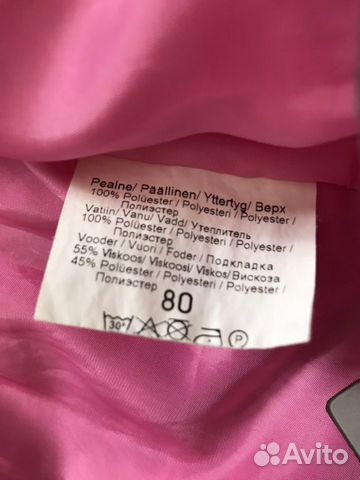 Pealne/ Päällinen/ Yttertyg/ Верх
100% Polüester / Polyesteri / Polyester /
Полиэстер
Vatiin/ Vanu/ Vadd/ Утеплитель
100% Polüester / Polyesteri / Polyester /
Полиэстер
Vooder/ Vuori / Foder / Подкладка
55% Viskoos/ Viskoosi/ Viskos/Вискоза
45% Polüester / Polyesteri / Polyester /
Полиэстер
80
30° P
Avito